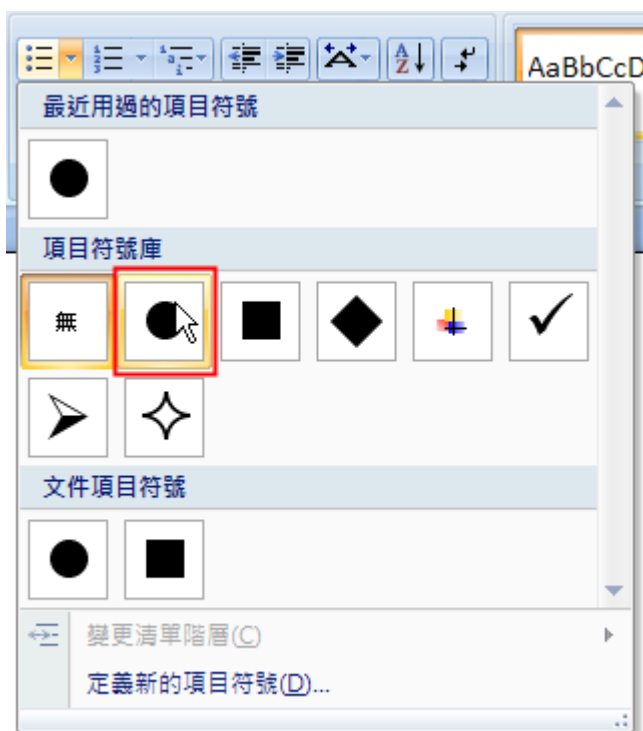 AaBbCcD
最近用過的項目符號
項目符號庫
無
文件項目符號
變更清單階層(C)
定義新的項目符號(D)...